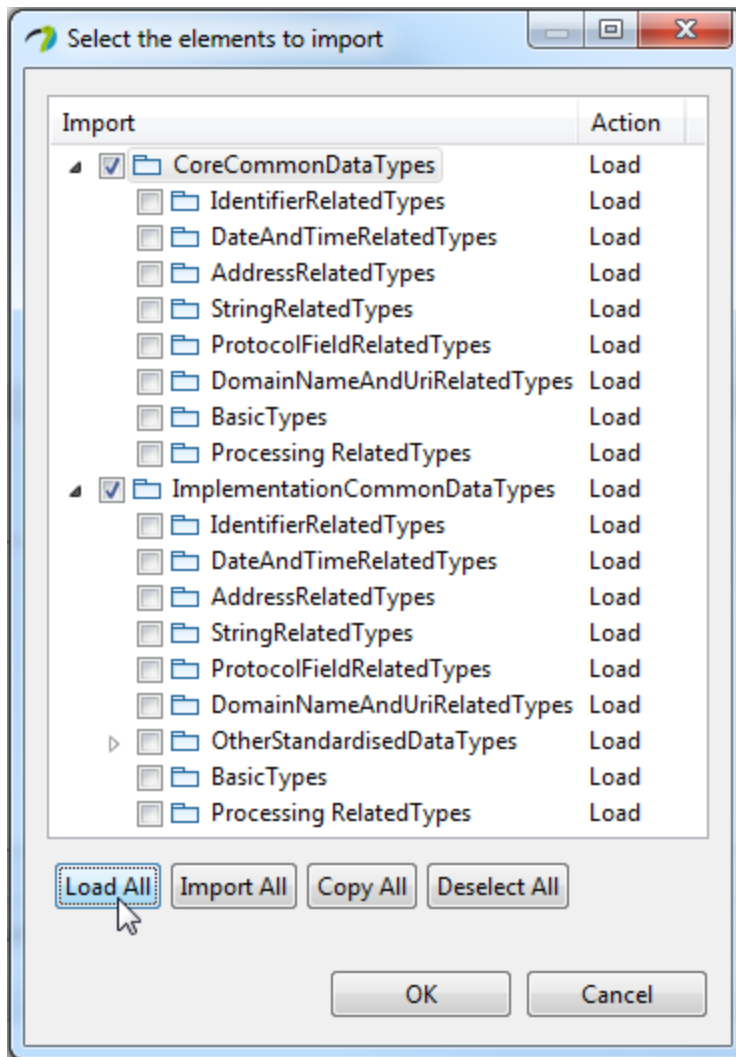 Select the elements to import
Import Action
CoreCommonDataTypes Load
IdentifierRelatedTypes Load
DateAndTimeRelatedTypes Load
AddressRelatedTypes Load
StringRelatedTypes Load
ProtocolFieldRelatedTypes Load
DomainNameAndUriRelatedTypes Load
BasicTypes Load
Processing RelatedTypes Load
ImplementationCommonDataTypes Load
IdentifierRelatedTypes Load
DateAndTimeRelatedTypes Load
AddressRelatedTypes Load
StringRelatedTypes Load
ProtocolFieldRelatedTypes Load
DomainNameAndUriRelatedTypes Load
OtherStandardisedDataTypes Load
BasicTypes Load
Processing RelatedTypes Load
Load All Import All Copy All Deselect All
OK Cancel